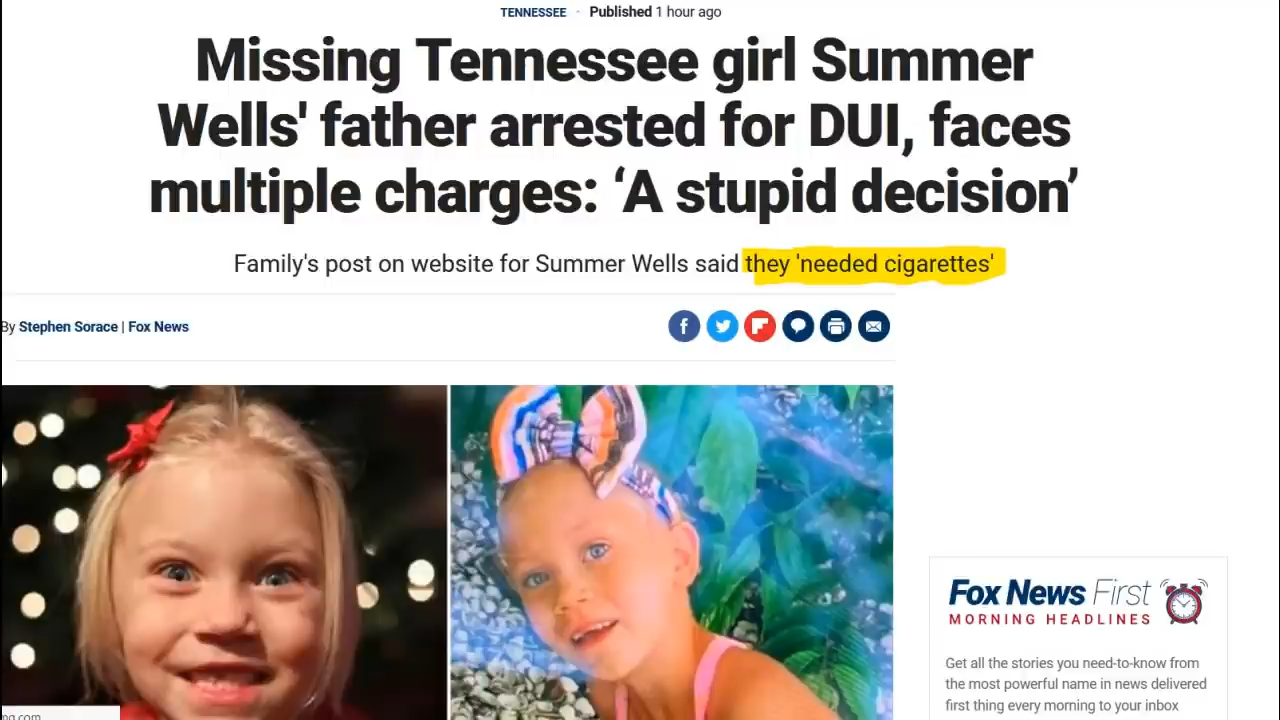 TENNESSEE · Published 1 hour ago
Missing Tennessee girl Summer
Wells' father arrested for DUI, faces
multiple charges: ‘A stupid decision’
Family's post on website for Summer Wells said they 'needed cigarettes'
By Stephen Sorace | Fox News
Fox News First
MORNING HEADLINES
Get all the stories you need-to-know from
the most powerful name in news delivered
first thing every morning to your inbox
ng.com